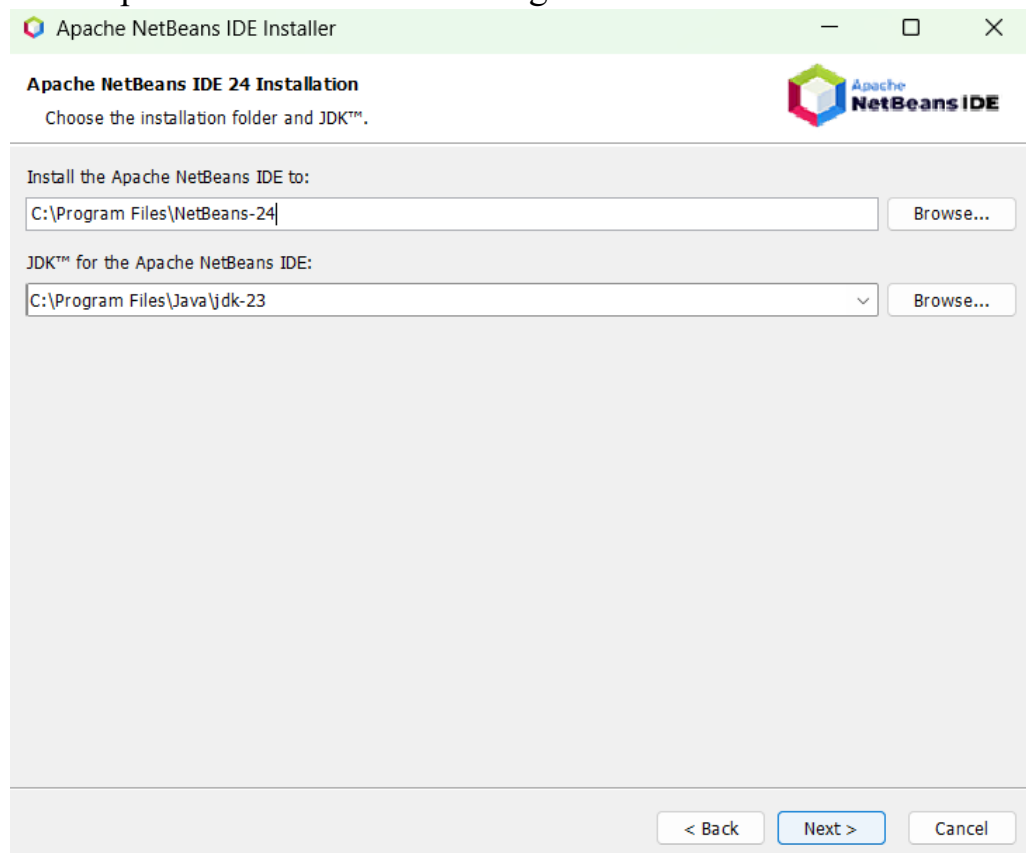 Apache NetBeans IDE Installer
Apache NetBeans IDE 24 Installation
Choose the installation folder and JDK™.
Apache
NetBeans IDE
Install the Apache NetBeans IDE to:
C:\Program Files\NetBeans-24
Browse...
JDK™ for the Apache NetBeans IDE:
C:\Program Files\Java\jdk-23
Browse...
< Back
Next >
Cancel